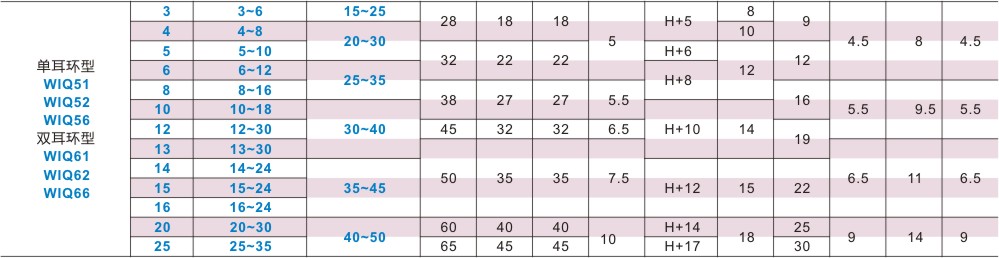 3 3~6 15~25 28 18 18 5 H+5 8 9 4.5 8 4.5
4 4~8 20~30 10
5 5~10 32 22 22 H+6 12 12
单耳环型 6 6~12 25~35 H+8
WIQ51 8 8~16 38 27 27 5.5 16 5.5 9.5 5.5
WIQ52 10 10~18 30~40 H+10 14
WIQ56 12 12~30 45 32 32 6.5 19
双耳环型 13 13~30
WIQ61 14 14~24 35~45 50 35 35 7.5 H+12 15 22 6.5 11 6.5
WIQ62 15 15~24
WIQ66 16 16~24
20 20~30 40~50 60 40 40 10 H+14 18 25 9 14 9
25 25~35 65 45 45 H+17 30